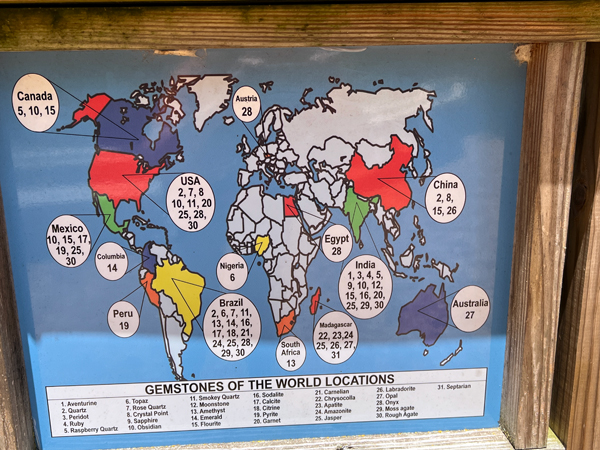 Canada
5, 10, 15
Austria
28
USA
2, 7, 8
10, 11, 20
25, 28,
30
China
2, 8,
15, 26
Mexico
10, 15, 17,
19, 25,
30
Columbia
14
Nigeria
6
Egypt
28
India
1, 3, 4, 5,
9, 10, 12,
15, 16, 20,
25, 29, 30
Peru
19
Brazil
2, 6, 7, 11,
13, 14, 16,
17, 18, 21,
24, 25, 28,
29, 30
South
Africa
13
Madagascar
22, 23,24
25, 26, 27,
31
Australia
27
GEMSTONES OF THE WORLD LOCATIONS
1. Aventurine
2. Quartz
3. Peridot
4. Ruby
5. Raspberry Quartz
6. Topaz
7. Rose Quartz
8. Crystal Point
9. Sapphire
10. Obsidian
11. Smokey Quartz
12. Moonstone
13. Amethyst
14. Emerald
15. Flourite
16. Sodalite
17. Calcite
18. Citrine
19. Pyrite
20. Garnet
21. Carnelian
22. Chrysocolla
23. Apatite
24. Amazonite
25. Jasper
26. Labradorite
27. Opal
28. Onyx
29. Moss agate
30. Rough Agate
31. Septarian